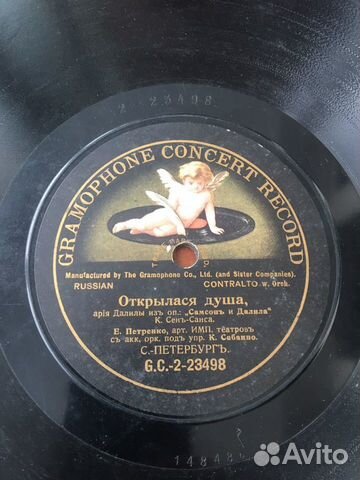 2-23498.
GRAMOPHONE CONCERT RECORD
Manufactured by The Gramophone Co., Ltd. (and Sister Companies).
RUSSIAN CONTRALTO w. Orch.
Открылася душа,
арія Далилы изъ оп.: „Самсонъ и Далила"
К. Сенъ-Санса.
Е. Петренко, арт. ИМП. театровъ
съ акк. орк. подъ упр. К. Сабаино.
С.-ПЕТЕРБУРГЪ.
G.C.-2-23498
Avito